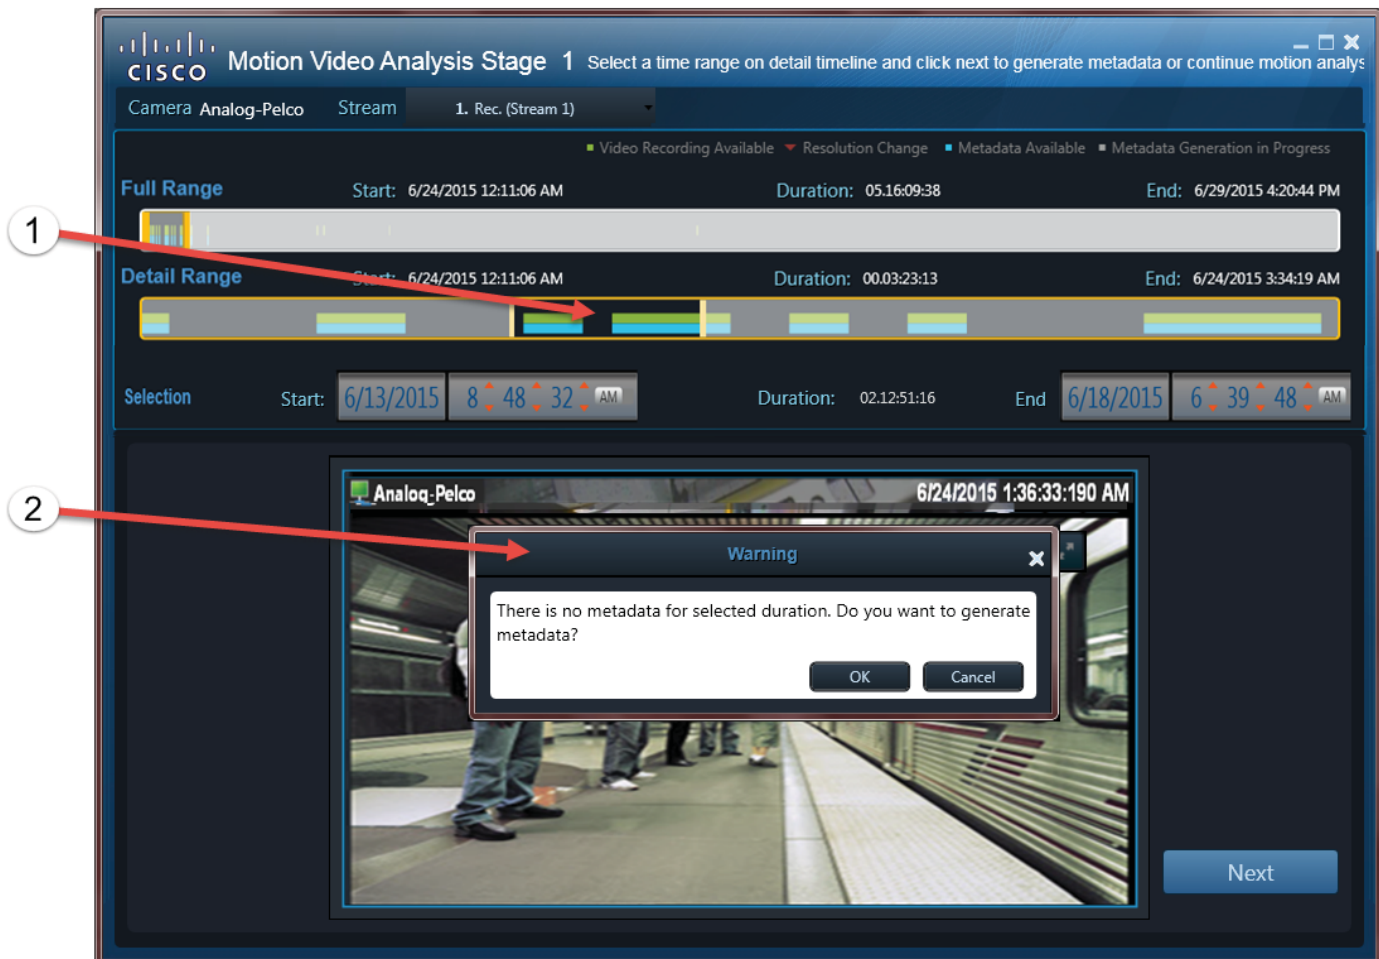 CISCO Motion Video Analysis Stage 1 Select a time range on detail timeline and click next to generate metadata or continue motion analys
Camera Analog-Pelco Stream 1. Rec. (Stream 1)
Video Recording Available Resolution Change Metadata Available Metadata Generation in Progress
Full Range Start: 6/24/2015 12:11:06 AM Duration: 05.16:09:38 End: 6/29/2015 4:20:44 PM
1
Detail Range Start: 6/24/2015 12:11:06 AM Duration: 00.03:23:13 End: 6/24/2015 3:34:19 AM
Selection Start: 6/13/2015 8 48 32 AM Duration: 02.12:51:16 End 6/18/2015 6 39 48 AM
2
Analog-Pelco 6/24/2015 1:36:33:190 AM
Warning
There is no metadata for selected duration. Do you want to generate
metadata?
OK Cancel
Next